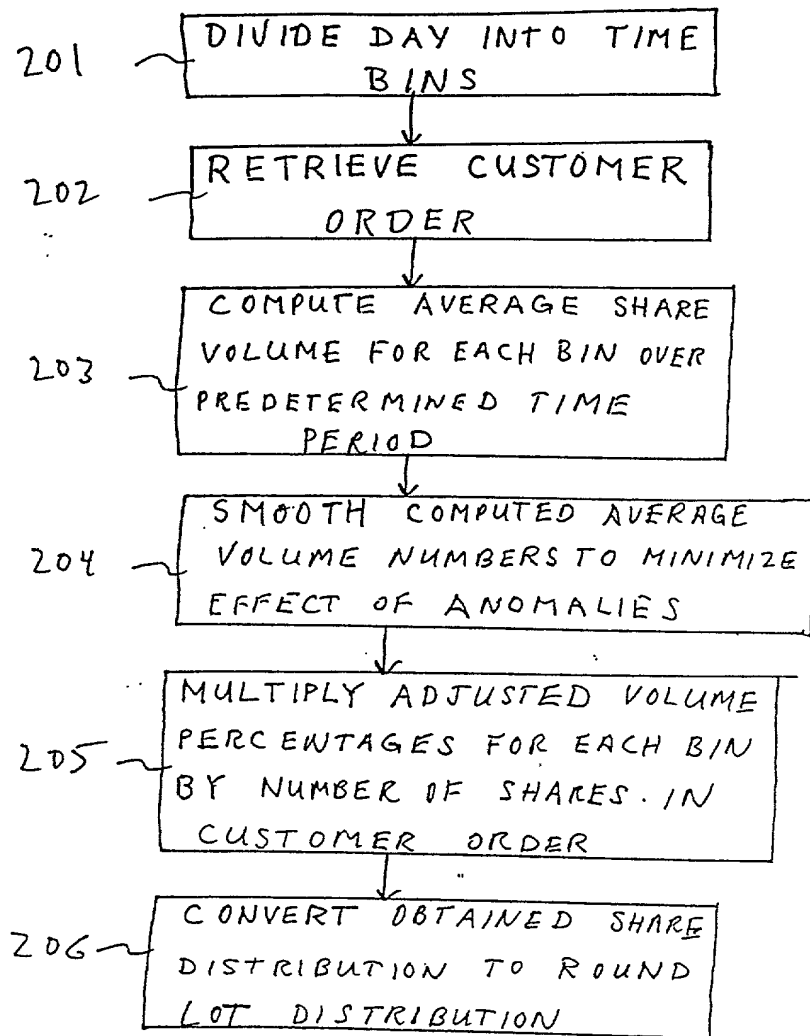 201
DIVIDE DAY INTO TIME
BINS
202
RETRIEVE CUSTOMER
ORDER
203
COMPUTE AVERAGE SHARE
VOLUME FOR EACH BIN OVER
PREDETERMINED TIME
PERIOD
204
SMOOTH COMPUTED AVERAGE
VOLUME NUMBERS TO MINIMIZE
EFFECT OF ANOMALIES
205
MULTIPLY ADJUSTED VOLUME
PERCENTAGES FOR EACH BIN
BY NUMBER OF SHARES. IN
CUSTOMER ORDER
206
CONVERT OBTAINED SHARE
DISTRIBUTION TO ROUND
LOT DISTRIBUTION